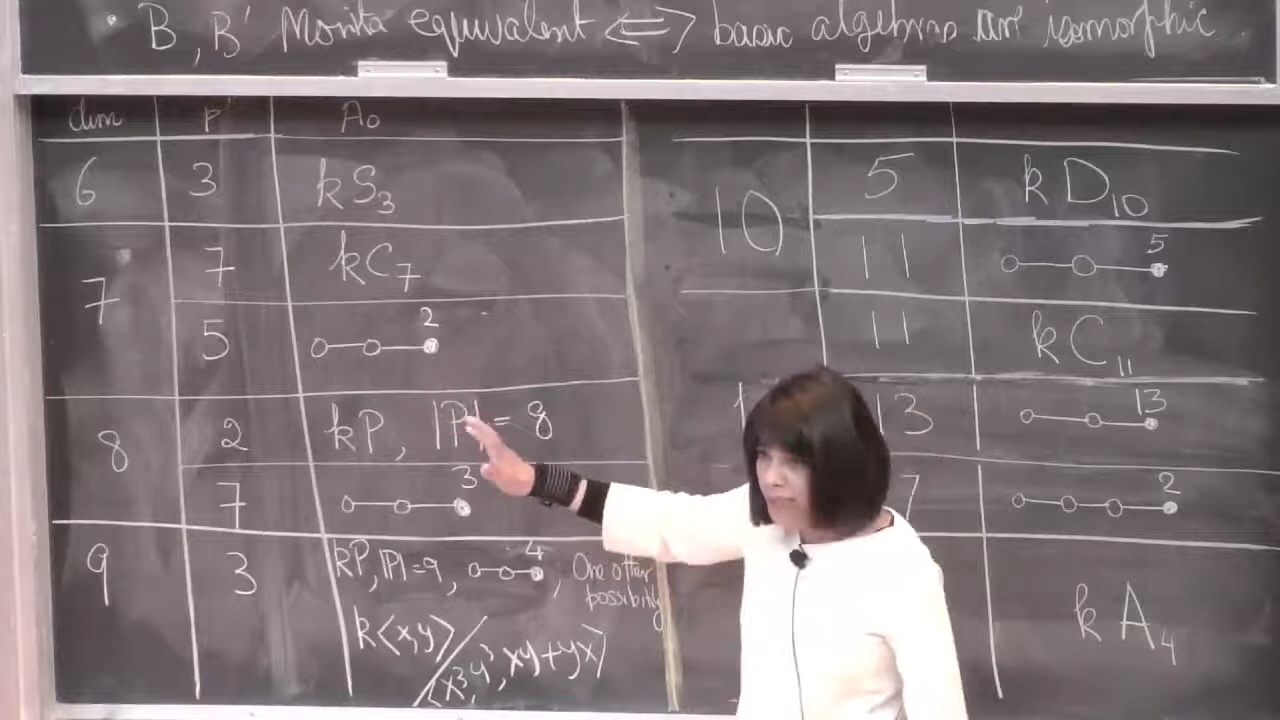 • B, B' Morita equivalent ⟺ basic algebras are isomorphic.
dim p A₀
6 3 kS₃
7 7 kC₇
5 2
8 2 kP, |P| = 8
7 3
9 3 kP, |P|=9, 4, One other possibility
k⟨x,y⟩/⟨x³,y³,xy+yx⟩
10 5 kD₁₀
11 5
11 kC₁₁
13 13
7 2
kA₄